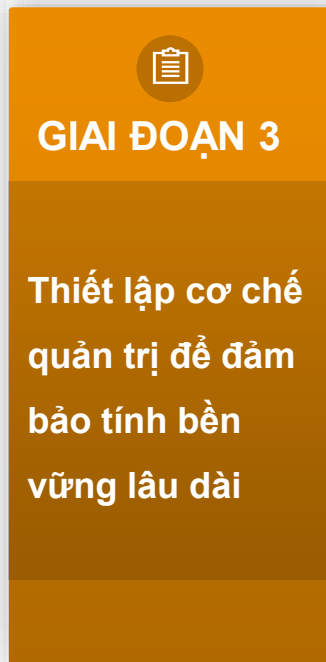 GIAI ĐOẠN 3
Thiết lập cơ chế
quản trị để đảm
bảo tính bền
vững lâu dài